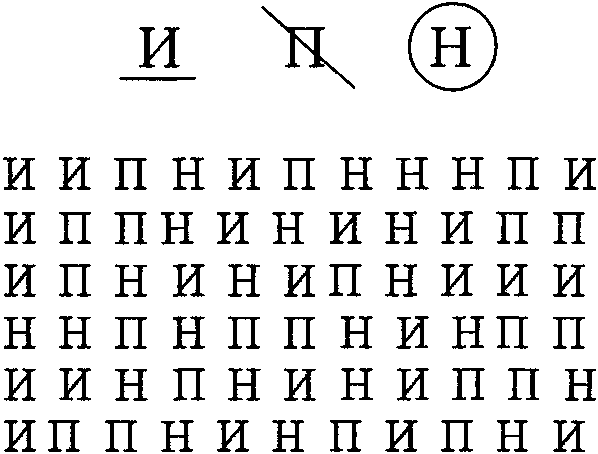 И П Н
И И П Н И П Н Н Н П И
И П П Н И Н И Н И П П
И П Н И Н И П Н И И И
Н Н П Н П П Н И Н П П
И И Н П Н И Н И П П Н
И П П Н И Н П И П Н И